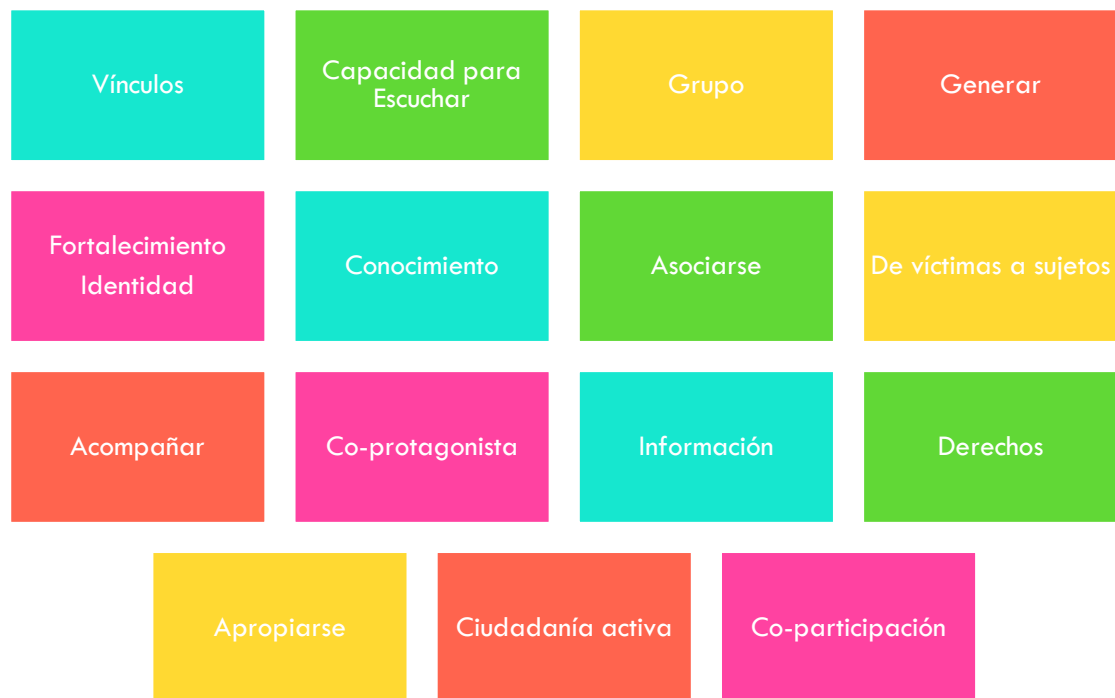 Vínculos
Capacidad para
Escuchar
Grupo
Generar
Fortalecimiento
Identidad
Conocimiento
Asociarse
De víctimas a sujetos
Acompañar
Co-protagonista
Información
Derechos
Apropiarse
Ciudadanía activa
Co-participación